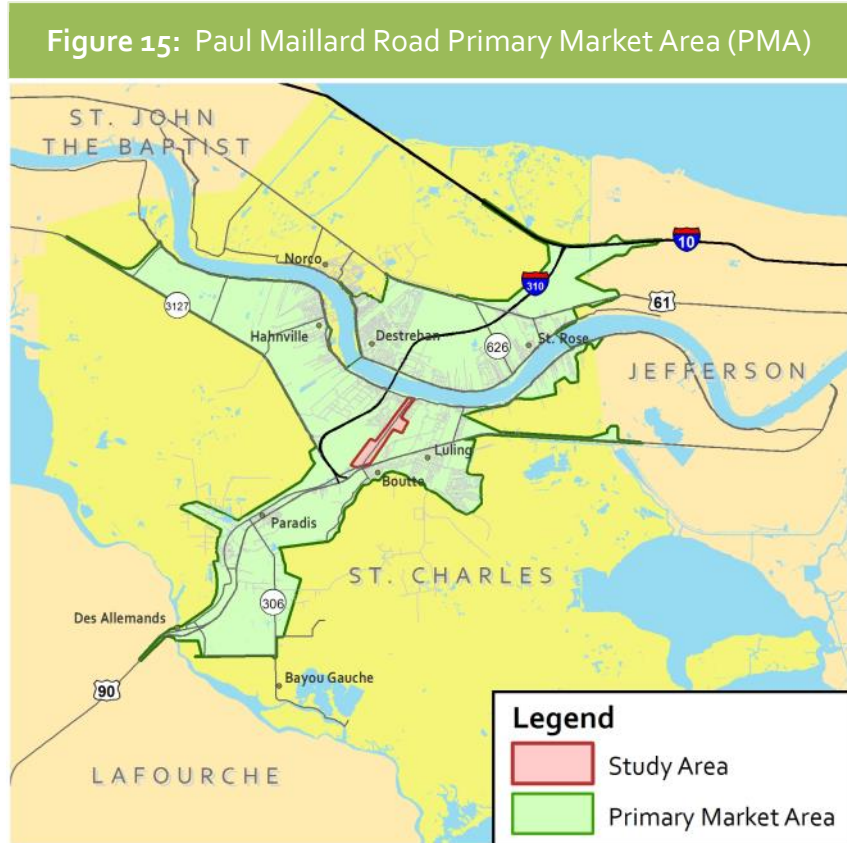 Figure 15: Paul Maillard Road Primary Market Area (PMA)
ST. JOHN
THE BAPTIST
Norco
10
310
61
3127
Hahnville
Destrehan
626
St. Rose
JEFFERSON
Luling
Boutte
Paradis
ST. CHARLES
306
Des Allemands
Bayou Gauche
90
LAFOURCHE
Legend
Study Area
Primary Market Area